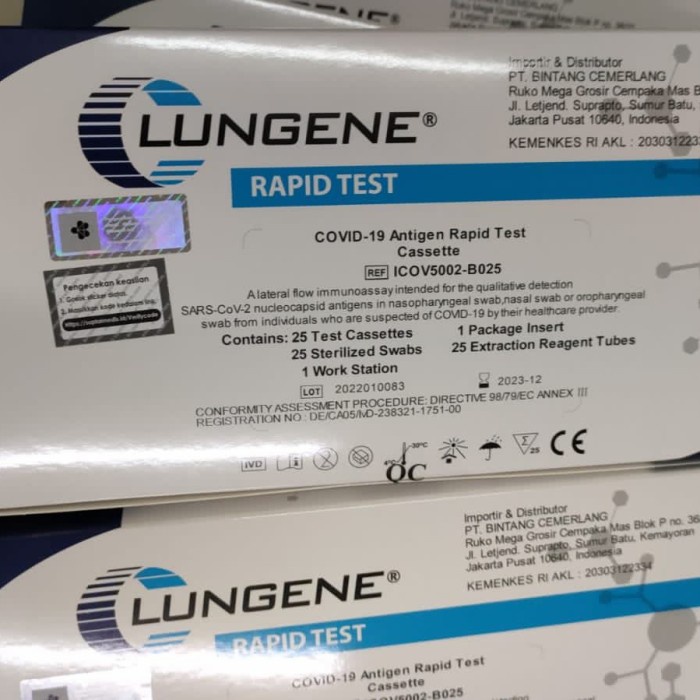 LUNGENE®
RAPID TEST
Importir & Distributor
PT. BINTANG CEMERLANG
Ruko Mega Grosir Cempaka Mas B
Jl. Letjend. Suprapto, Sumur Batu,
Jakarta Pusat 10640, Indonesia
KEMENKES RI AKL : 203031223
COVID-19 Antigen Rapid Test
Cassette
REF ICOV5002-B025
A lateral flow immunoassay intended for the qualitative detection
SARS-CoV-2 nucleocapsid antigens in nasopharyngeal swab,nasal swab or oropharyngeal
swab from individuals who are suspected of COVID-19 by their healthcare provider.
Contains: 25 Test Cassettes
1 Package Insert
25 Sterilized Swabs
25 Extraction Reagent Tubes
1 Work Station
LOT 2022010083
2023-12
CONFORMITY ASSESSMENT PROCEDURE: DIRECTIVE 98/79/EC ANNEX III
REGISTRATION NO: DE/CA05/IVD-238321-1751-00
Pengecekan keaslian
IVD
30°C
QC
Σ
25
CE
Importir & Distributor
PT. BINTANG CEMERLANG
Ruko Mega Grosir Cempaka Mas Blok P no. 36
Jl. Letjend. Suprapto, Sumur Batu, Kemayoran
Jakarta Pusat 10640, Indonesia
KEMENKES RI AKL : 20303122334
LUNGENE®
RAPID TEST
COVID-19 Antigen Rapid Test
Cassette
ICOV5002-B025